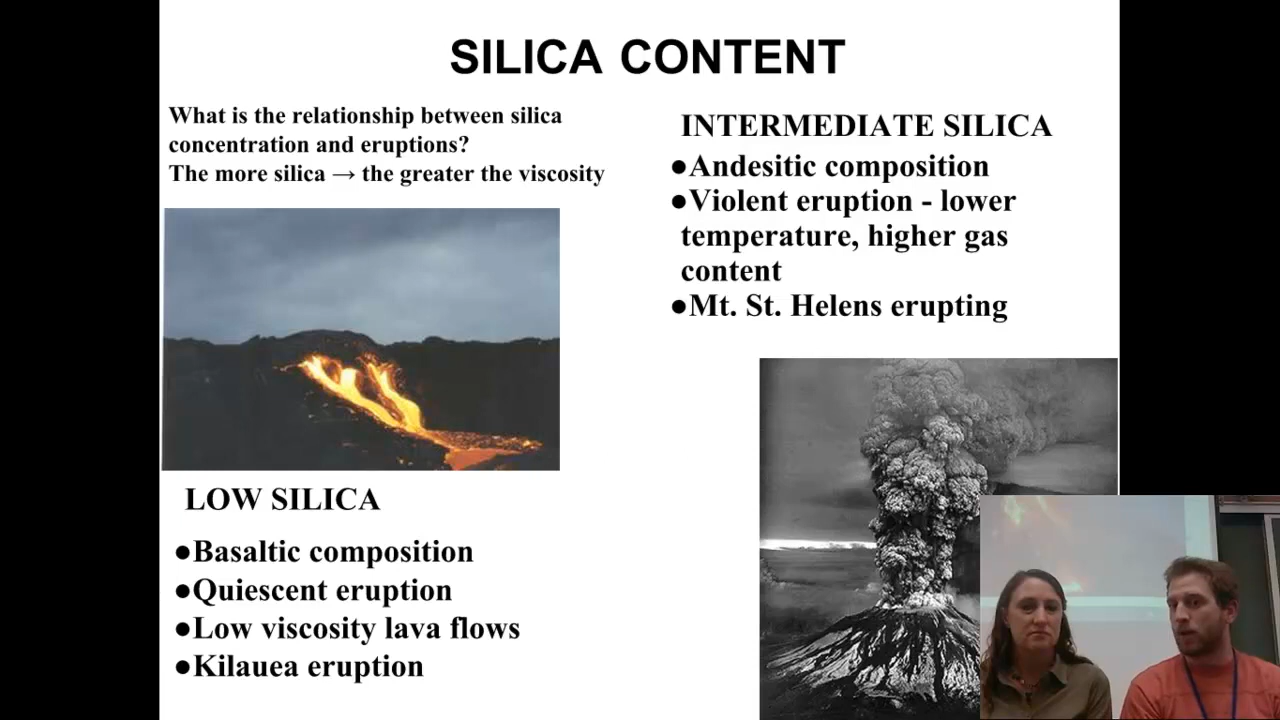 SILICA CONTENT
What is the relationship between silica
concentration and eruptions?
The more silica → the greater the viscosity
LOW SILICA
●Basaltic composition
●Quiescent eruption
●Low viscosity lava flows
●Kilauea eruption
INTERMEDIATE SILICA
●Andesitic composition
●Violent eruption - lower
temperature, higher gas
content
●Mt. St. Helens erupting